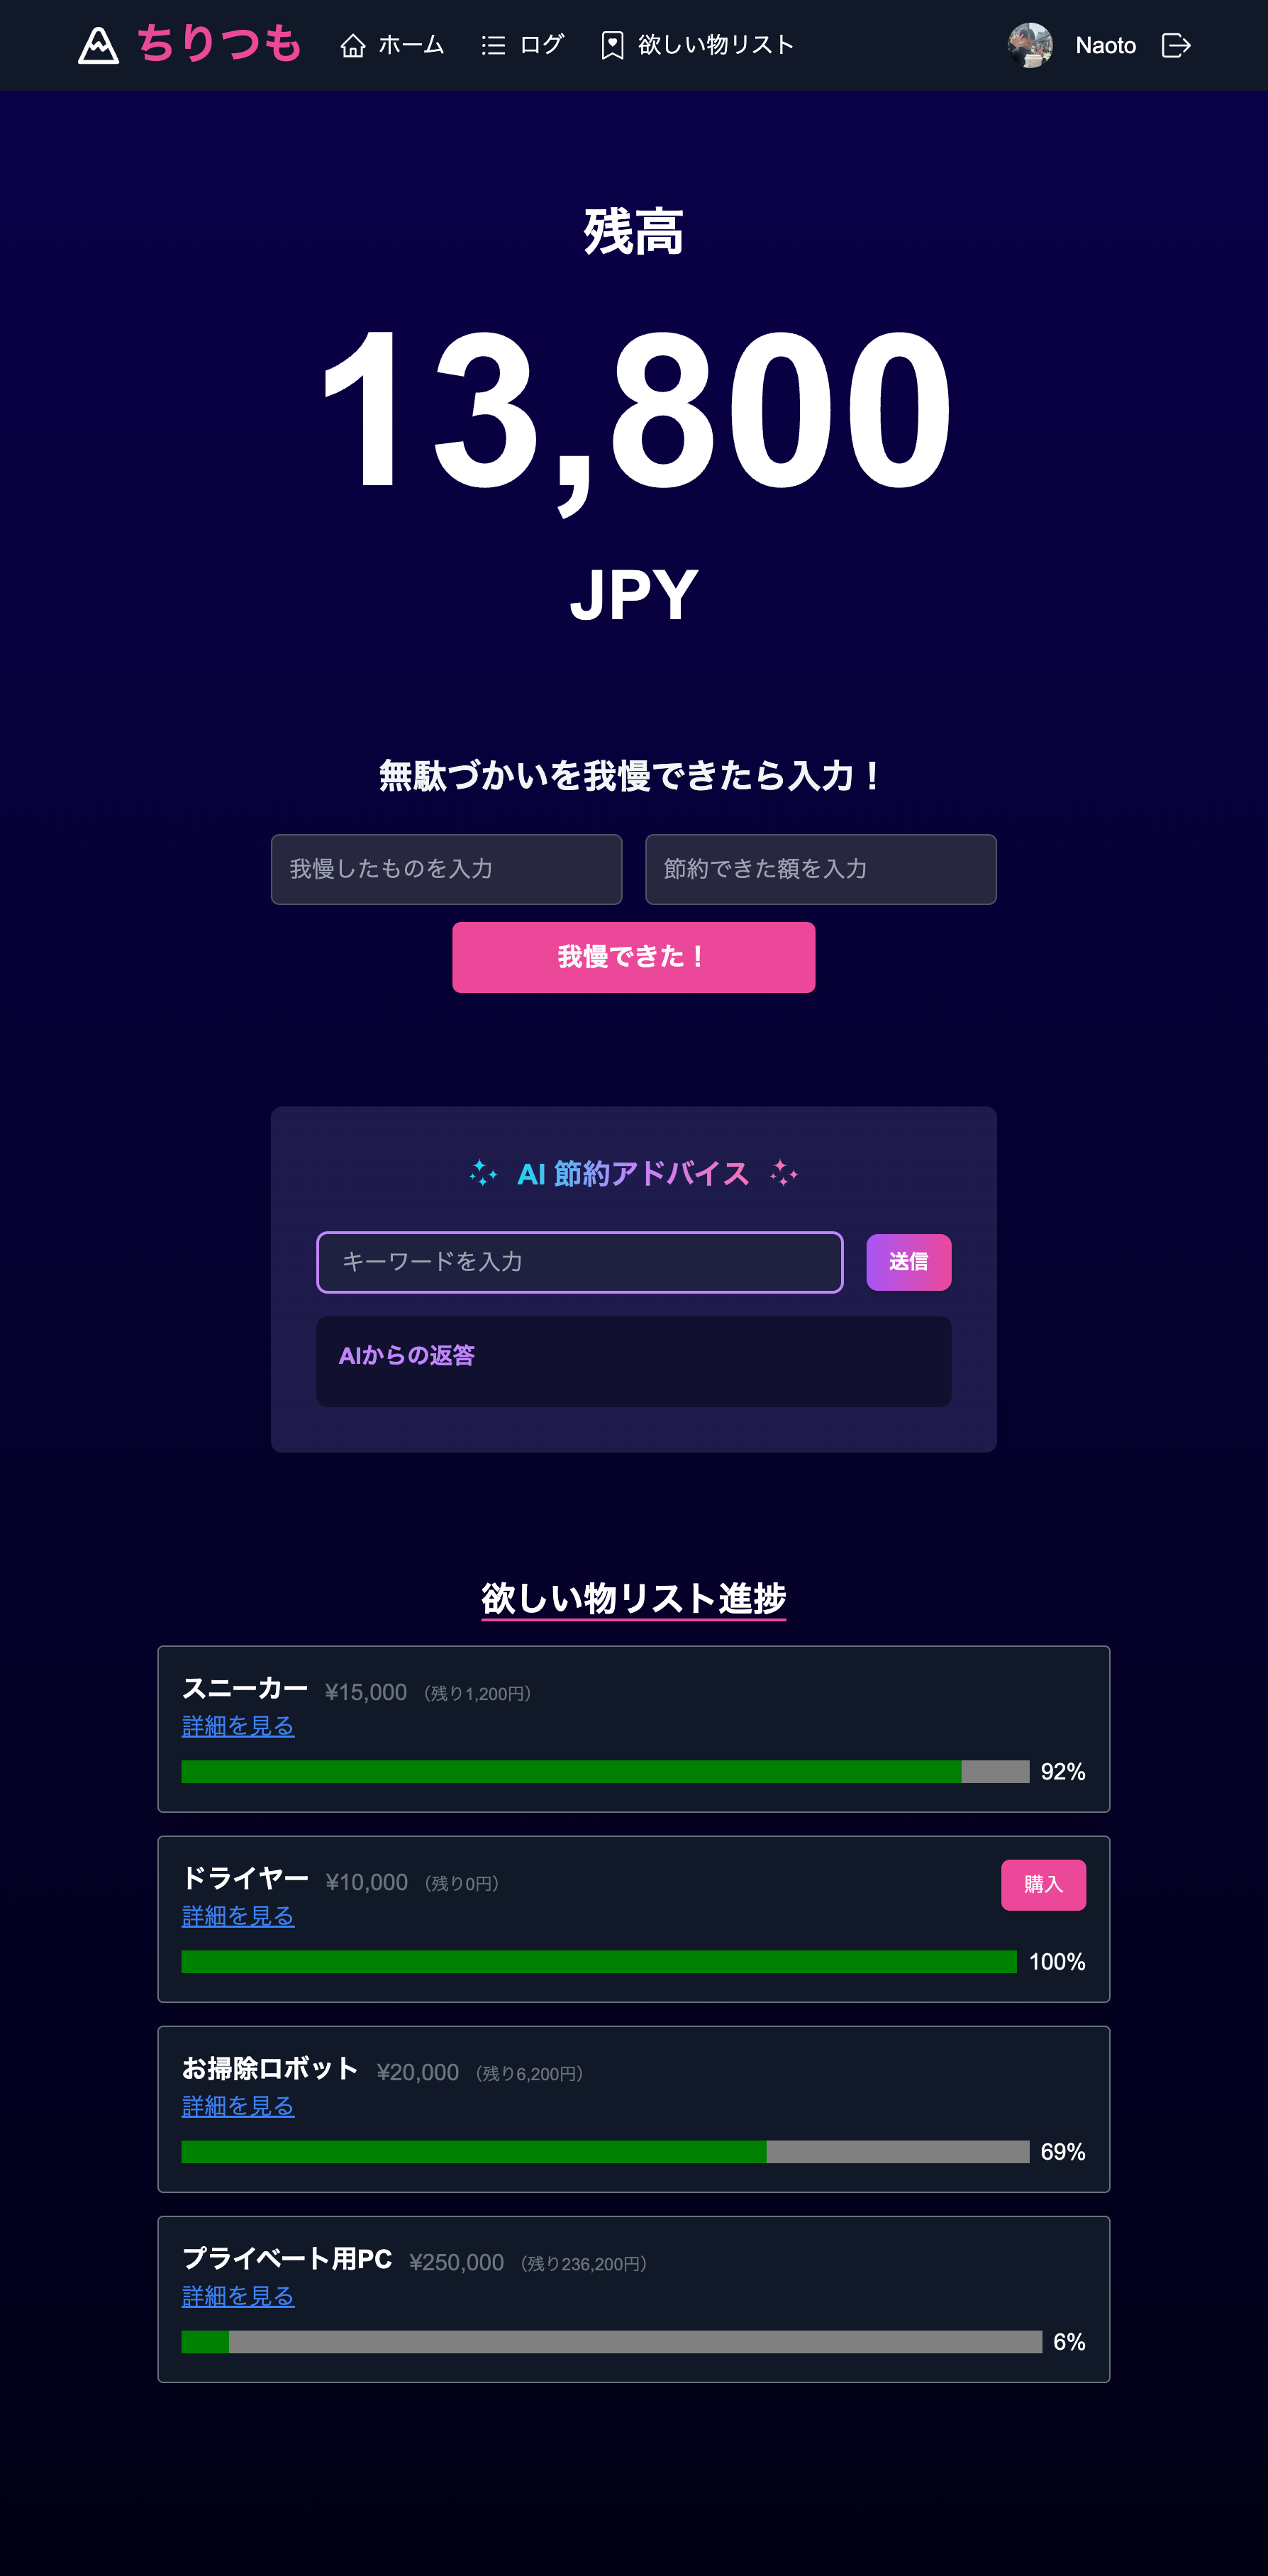 ちりつも ホーム ログ 欲しい物リスト Naoto
残高
13,800
JPY
無駄づかいを我慢できたら入力！
我慢したものを入力 節約できた額を入力
我慢できた！
AI 節約アドバイス
キーワードを入力 送信
AIからの返答
欲しい物リスト進捗
スニーカー ¥15,000 （残り1,200円）
詳細を見る
92%
ドライヤー ¥10,000 （残り0円） 購入
詳細を見る
100%
お掃除ロボット ¥20,000 （残り6,200円）
詳細を見る
69%
プライベート用PC ¥250,000 （残り236,200円）
詳細を見る
6%